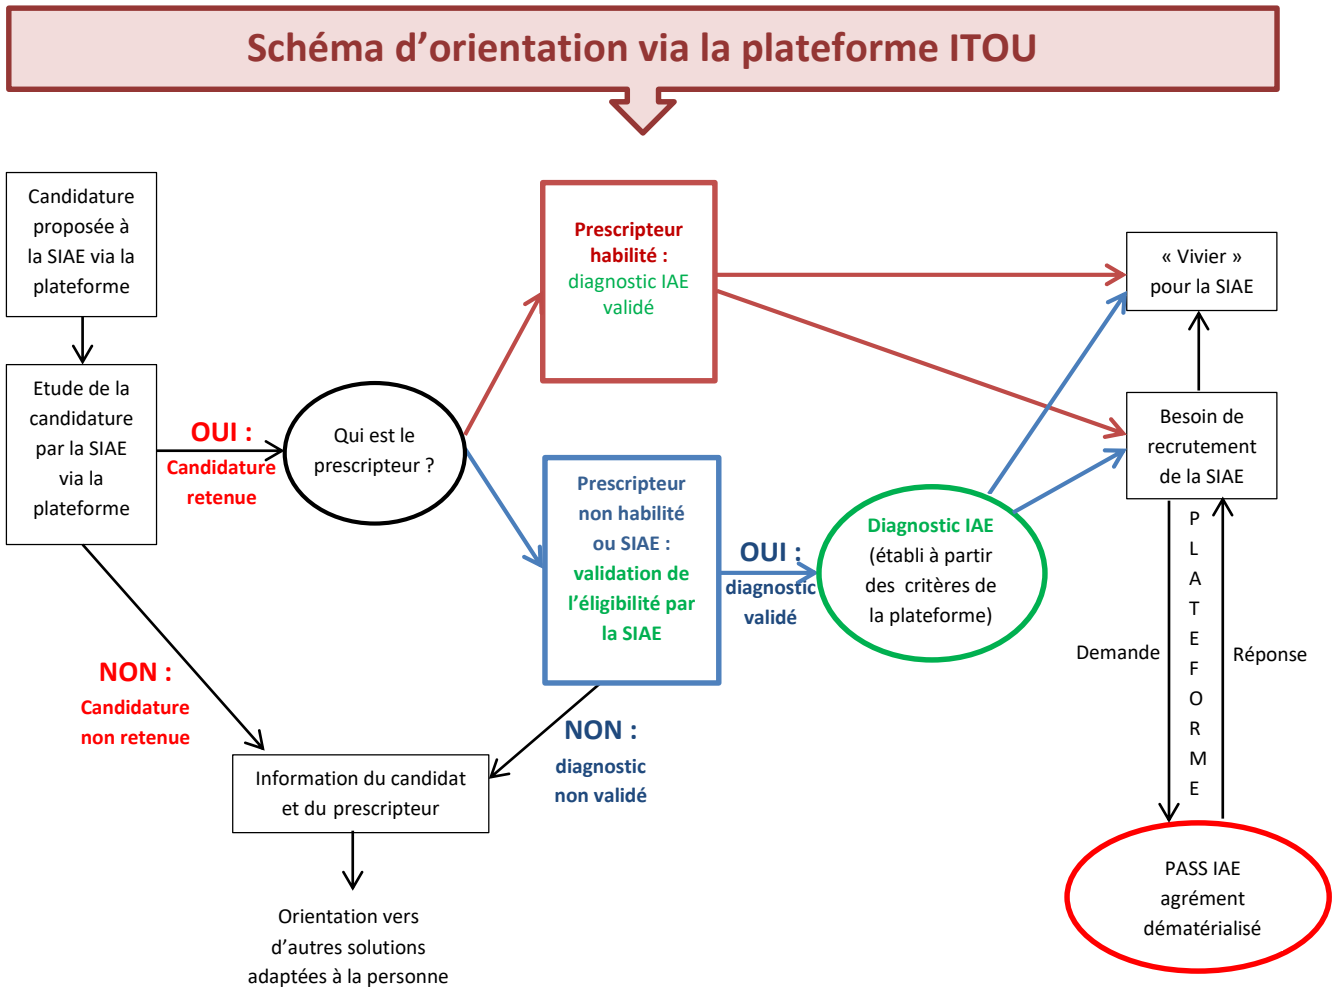 Schéma d’orientation via la plateforme ITOU
Candidature
proposée à
la SIAE via la
plateforme
Etude de la
candidature
par la SIAE
via la
plateforme
OUI :
Candidature
retenue
NON :
Candidature
non retenue
Qui est le
prescripteur ?
Prescripteur
habilité :
diagnostic IAE
validé
Prescripteur
non habilité
ou SIAE :
validation de
l’éligibilité par
la SIAE
OUI :
diagnostic
validé
NON :
diagnostic
non validé
Diagnostic IAE
(établi à partir
des critères de
la plateforme)
« Vivier »
pour la SIAE
Besoin de
recrutement
de la SIAE
Demande
P
L
A
T
E
F
O
R
M
E
Réponse
PASS IAE
agrément
dématérialisé
Information du candidat
et du prescripteur
Orientation vers
d’autres solutions
adaptées à la personne